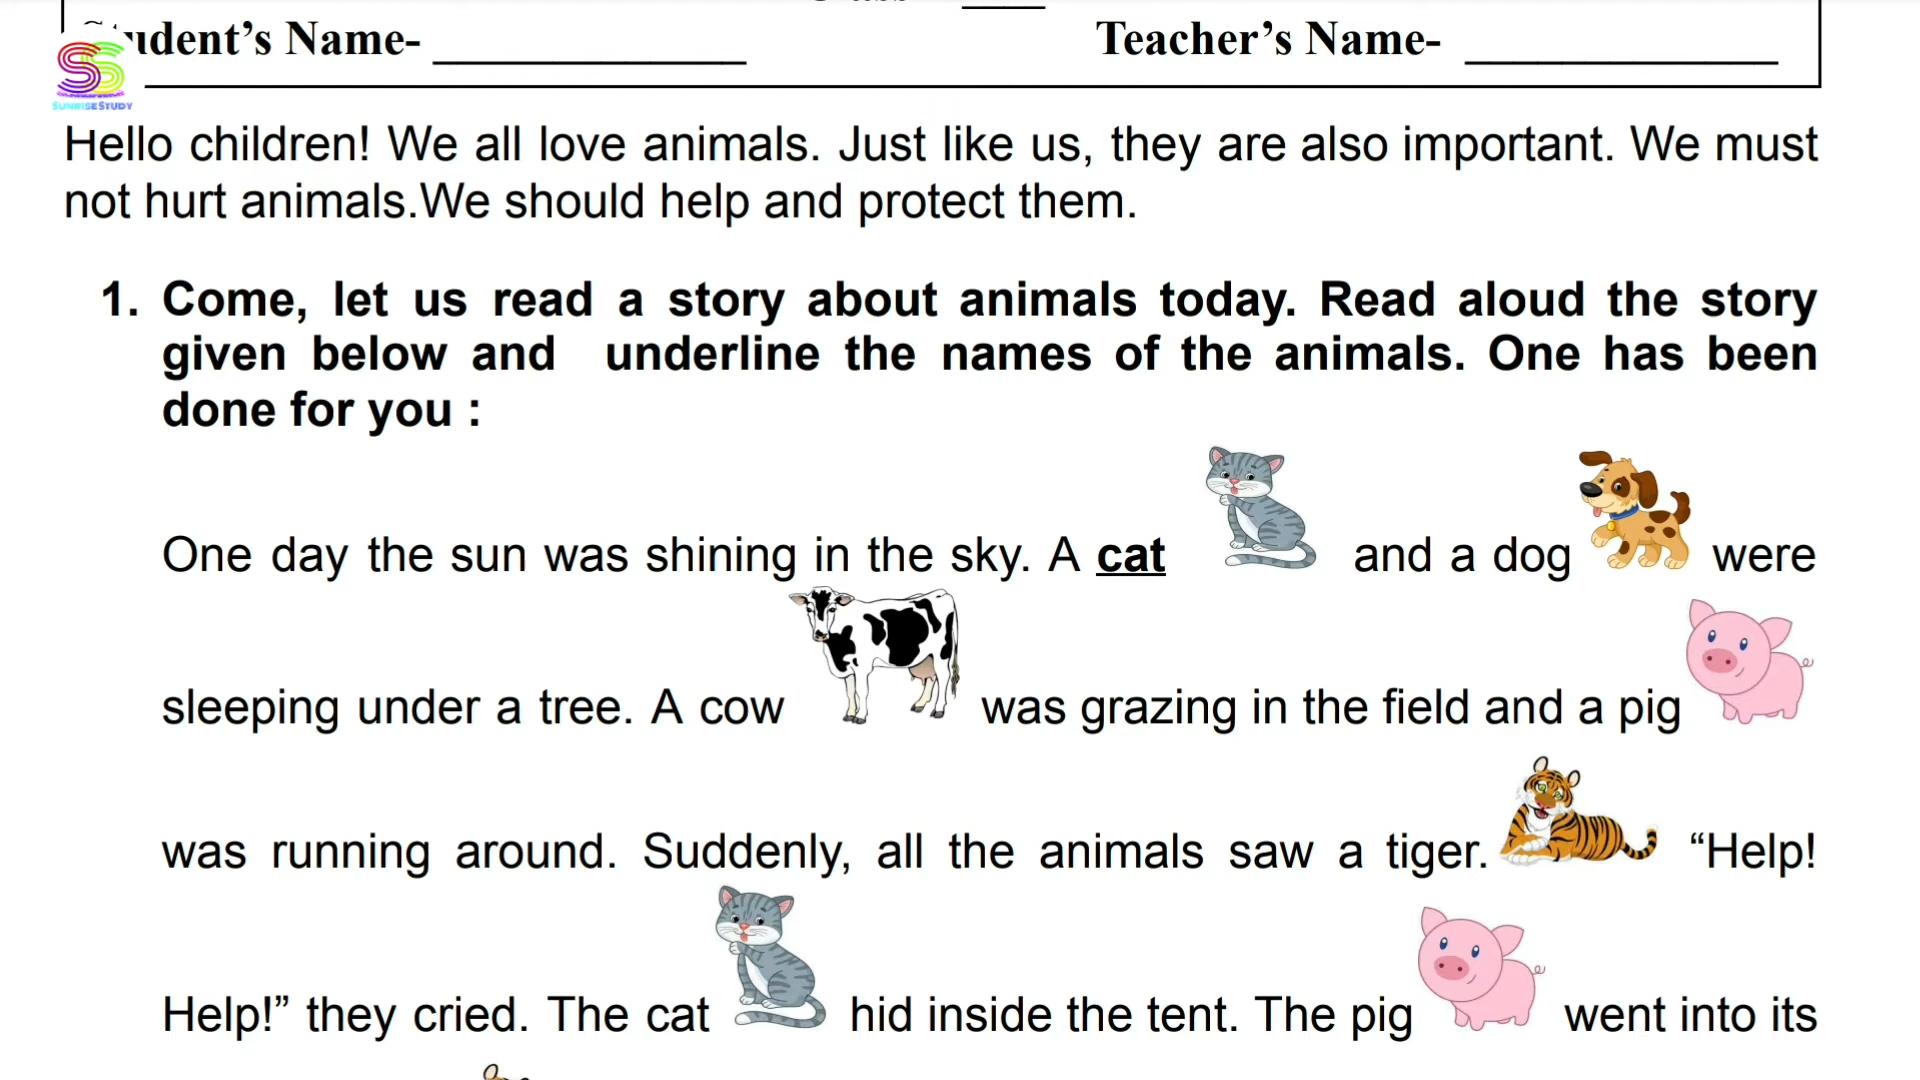 Student's Name- _____________ Teacher's Name- _____________
SUNRISE STUDY
Hello children! We all love animals. Just like us, they are also important. We must
not hurt animals.We should help and protect them.
1. Come, let us read a story about animals today. Read aloud the story
given below and underline the names of the animals. One has been
done for you :
One day the sun was shining in the sky. A cat and a dog were
sleeping under a tree. A cow was grazing in the field and a pig
was running around. Suddenly, all the animals saw a tiger. “Help!
Help!” they cried. The cat hid inside the tent. The pig went into its